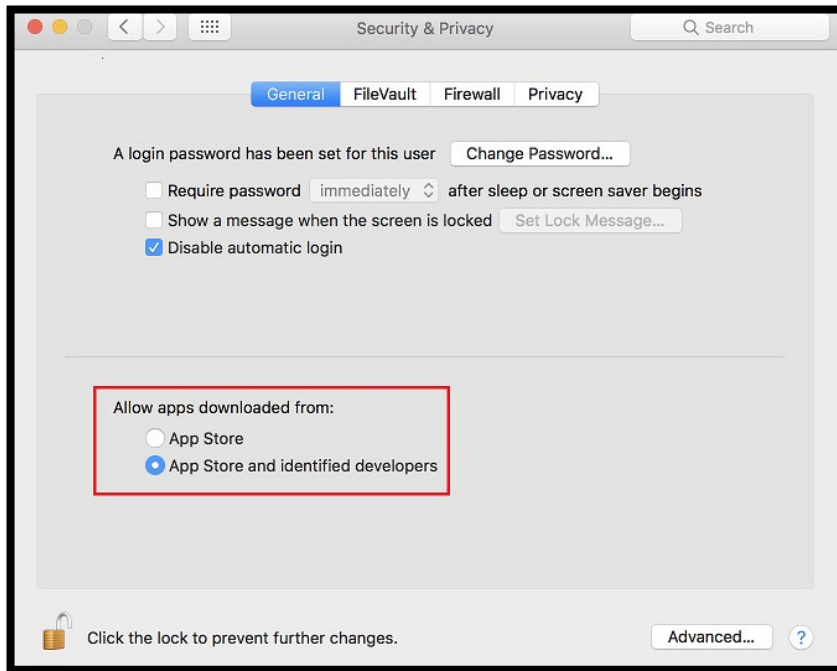 Security & Privacy
Search
General FileVault Firewall Privacy
A login password has been set for this user Change Password...
Require password immediately after sleep or screen saver begins
Show a message when the screen is locked Set Lock Message...
Disable automatic login
Allow apps downloaded from:
App Store
App Store and identified developers
Click the lock to prevent further changes.
Advanced... ?